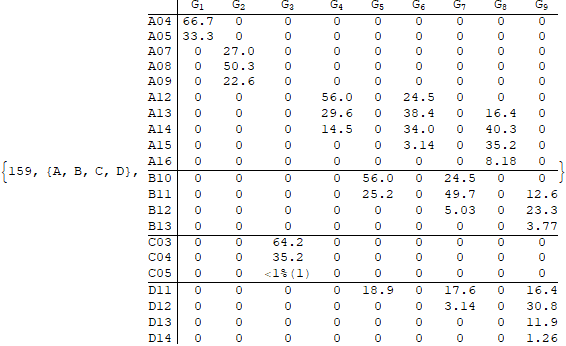 G1 G2 G3 G4 G5 G6 G7 G8 G9
A04 66.7 0 0 0 0 0 0 0 0
A05 33.3 0 0 0 0 0 0 0 0
A07 0 27.0 0 0 0 0 0 0 0
A08 0 50.3 0 0 0 0 0 0 0
A09 0 22.6 0 0 0 0 0 0 0
A12 0 0 0 56.0 0 24.5 0 0 0
A13 0 0 0 29.6 0 38.4 0 16.4 0
A14 0 0 0 14.5 0 34.0 0 40.3 0
A15 0 0 0 0 0 3.14 0 35.2 0
A16 0 0 0 0 0 0 0 8.18 0
{159, {A, B, C, D}, B10 0 0 0 0 56.0 0 24.5 0 0 }
B11 0 0 0 0 25.2 0 49.7 0 12.6
B12 0 0 0 0 0 0 5.03 0 23.3
B13 0 0 0 0 0 0 0 0 3.77
C03 0 0 64.2 0 0 0 0 0 0
C04 0 0 35.2 0 0 0 0 0 0
C05 0 0 <1%(1) 0 0 0 0 0 0
D11 0 0 0 0 18.9 0 17.6 0 16.4
D12 0 0 0 0 0 0 3.14 0 30.8
D13 0 0 0 0 0 0 0 0 11.9
D14 0 0 0 0 0 0 0 0 1.26